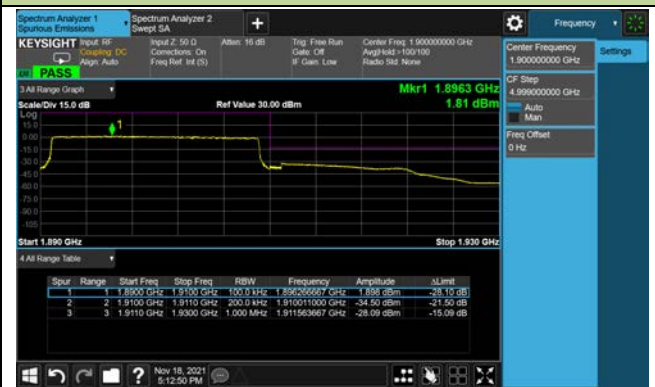 Spectrum Analyzer 1
Spurious Emissions
Spectrum Analyzer 2
Swept SA
+
Frequency
KEYSIGHT
Input: RF
Coupling: DC
Align: Auto
Input Z: 50 Ω
Corrections: On
Freq Ref: Int (S)
Atten: 16 dB
Trig: Free Run
Gate: Off
IF Gain: Low
Center Freq: 1.900000000 GHz
Avg|Hold:>100/100
Radio Std: None
PASS
Center Frequency
1.900000000 GHz
Settings
CF Step
4.999000000 GHz
Auto
Man
Freq Offset
0 Hz
3 All Range Graph
Mkr1 1.8963 GHz
Scale/Div 15.0 dB
Ref Value 30.00 dBm
1.81 dBm
Log
15.0
0.00
-15.0
-30.0
-45.0
-60.0
-75.0
-90.0
-105
1
Start 1.890 GHz
Stop 1.930 GHz
4 All Range Table
Spur Range Start Freq Stop Freq RBW Frequency Amplitude ΔLimit
1 1 1.8900 GHz 1.9100 GHz 100.0 kHz 1.896266667 GHz 1.898 dBm -28.10 dB
2 2 1.9100 GHz 1.9110 GHz 200.0 kHz 1.910011000 GHz -34.50 dBm -21.50 dB
3 3 1.9110 GHz 1.9300 GHz 1.000 MHz 1.911563667 GHz -28.09 dBm -15.09 dB
?
Nov 18, 2021
5:12:50 PM